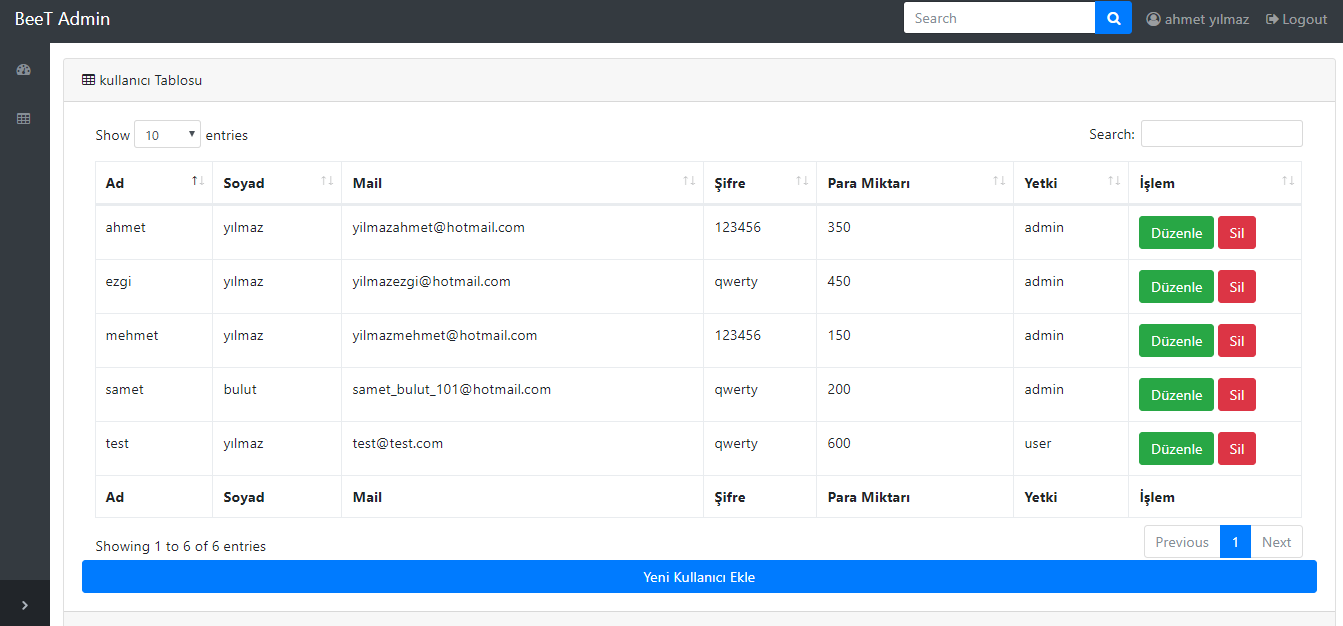 BeeT Admin Search ahmet yılmaz Logout
kullanıcı Tablosu
Show 10 entries Search:
Ad Soyad Mail Şifre Para Miktarı Yetki İşlem
ahmet yılmaz yilmazahmet@hotmail.com 123456 350 admin Düzenle Sil
ezgi yılmaz yilmazezgi@hotmail.com qwerty 450 admin Düzenle Sil
mehmet yılmaz yilmazmehmet@hotmail.com 123456 150 admin Düzenle Sil
samet bulut samet_bulut_101@hotmail.com qwerty 200 admin Düzenle Sil
test yılmaz test@test.com qwerty 600 user Düzenle Sil
Ad Soyad Mail Şifre Para Miktarı Yetki İşlem
Showing 1 to 6 of 6 entries Previous 1 Next
Yeni Kullanıcı Ekle